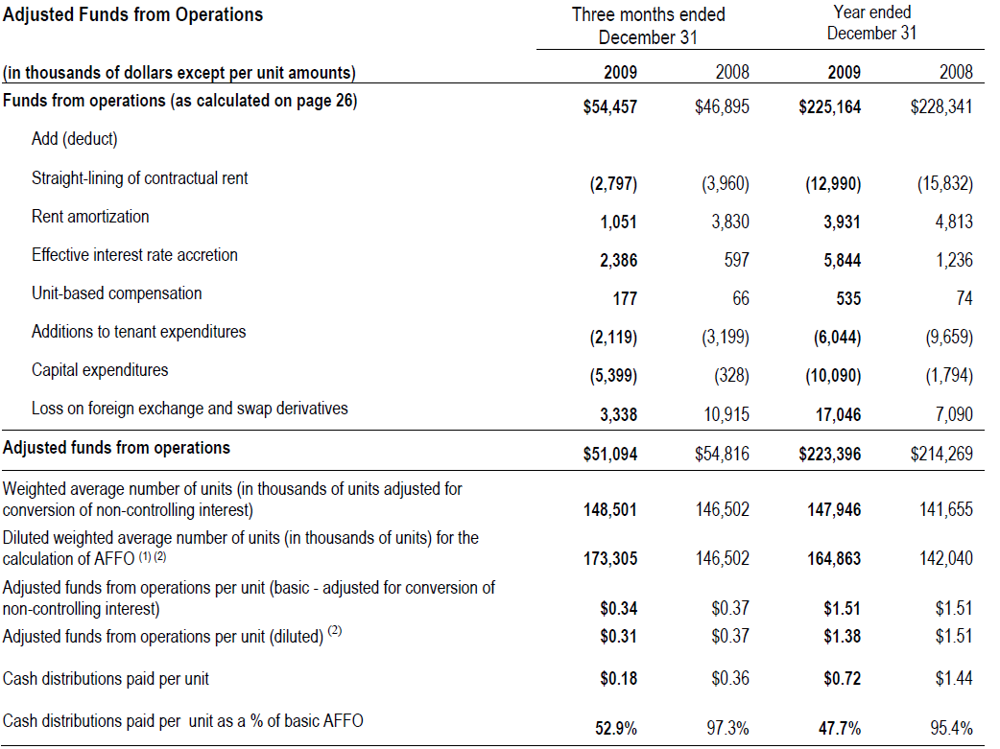 Adjusted Funds from Operations Three months ended Year ended
December 31 December 31
(in thousands of dollars except per unit amounts) 2009 2008 2009 2008
Funds from operations (as calculated on page 26) $54,457 $46,895 $225,164 $228,341
Add (deduct)
Straight-lining of contractual rent (2,797) (3,960) (12,990) (15,832)
Rent amortization 1,051 3,830 3,931 4,813
Effective interest rate accretion 2,386 597 5,844 1,236
Unit-based compensation 177 66 535 74
Additions to tenant expenditures (2,119) (3,199) (6,044) (9,659)
Capital expenditures (5,399) (328) (10,090) (1,794)
Loss on foreign exchange and swap derivatives 3,338 10,915 17,046 7,090
Adjusted funds from operations $51,094 $54,816 $223,396 $214,269
Weighted average number of units (in thousands of units adjusted for
conversion of non-controlling interest) 148,501 146,502 147,946 141,655
Diluted weighted average number of units (in thousands of units) for the
calculation of AFFO (1) (2) 173,305 146,502 164,863 142,040
Adjusted funds from operations per unit (basic - adjusted for conversion of
non-controlling interest) $0.34 $0.37 $1.51 $1.51
Adjusted funds from operations per unit (diluted) (2) $0.31 $0.37 $1.38 $1.51
Cash distributions paid per unit $0.18 $0.36 $0.72 $1.44
Cash distributions paid per unit as a % of basic AFFO 52.9% 97.3% 47.7% 95.4%